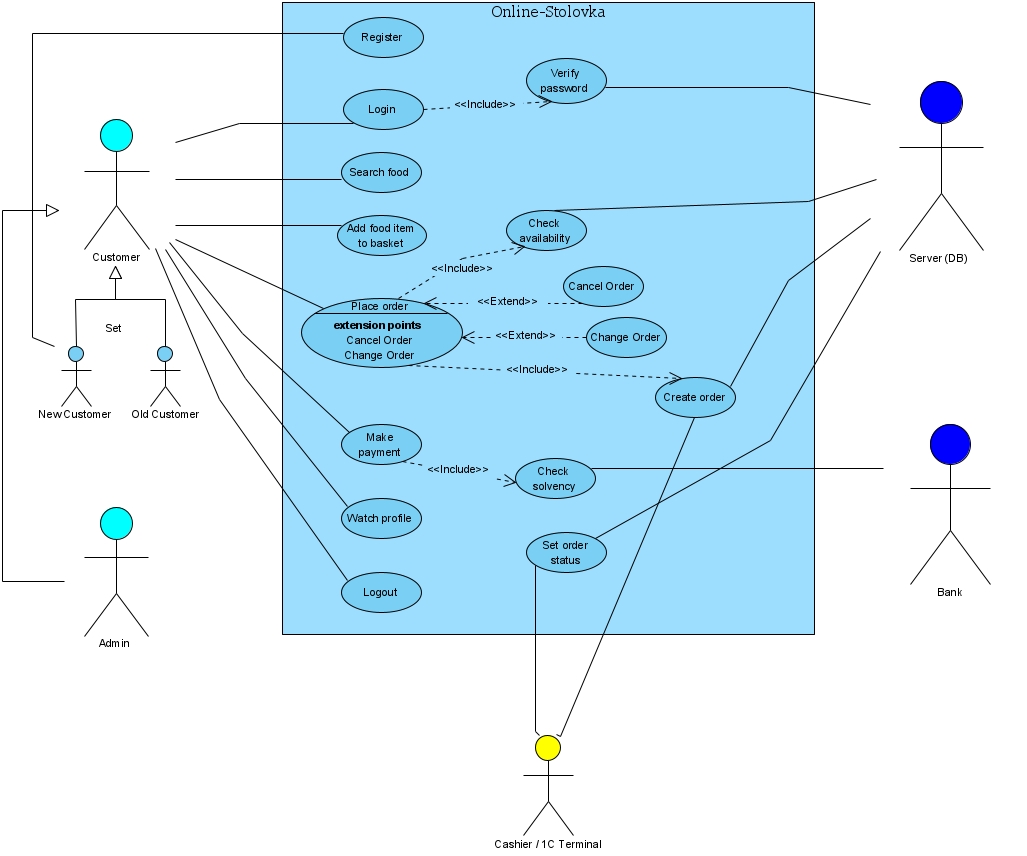 Online-Stolovka
Register
Verify
password
Login
<<Include>>
Search food
Add food item
to basket
Check
availability
Customer
Server (DB)
<<Include>>
Cancel Order
<<Extend>>
Place order
extension points
Cancel Order
Change Order
<<Extend>>
Change Order
Set
<<Include>>
Create order
New Customer
Old Customer
Make
payment
<<Include>>
Check
solvency
Watch profile
Set order
status
Logout
Bank
Admin
Cashier / 1C Terminal